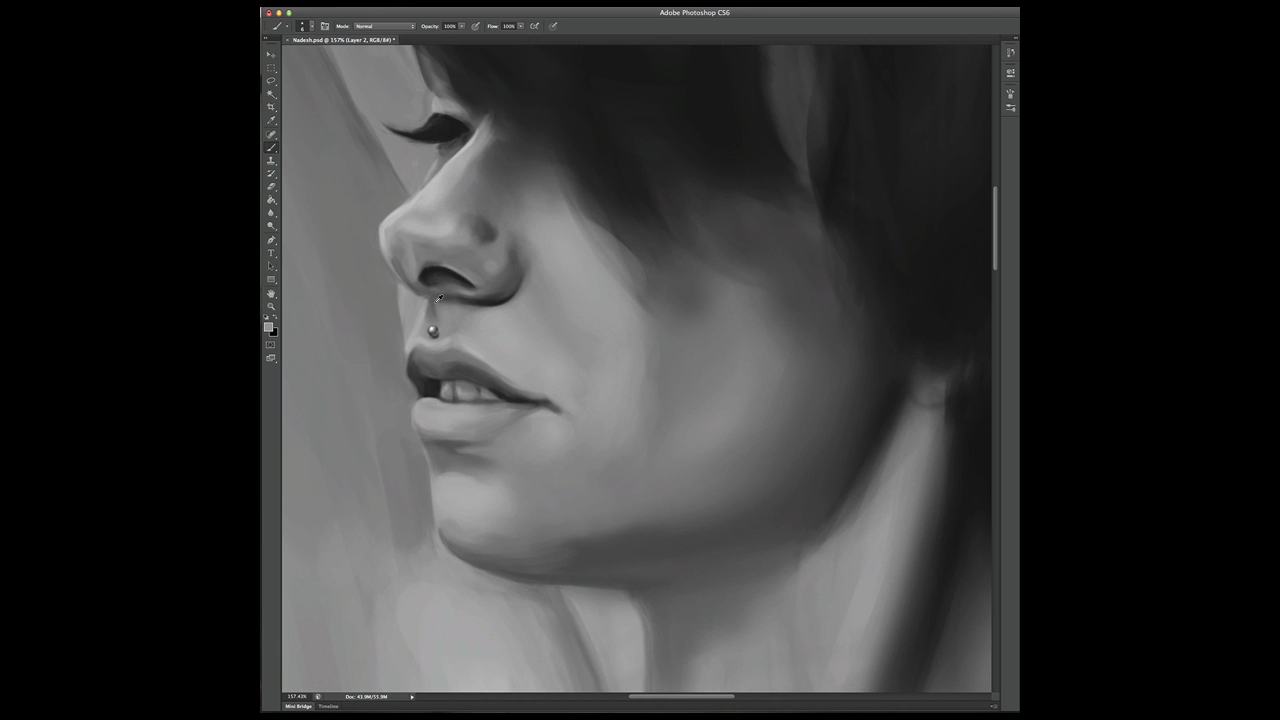 Adobe Photoshop CS6
Mode: Normal Opacity: 100% Flow: 100%
× Nadesh.psd @ 157% (Layer 2, RGB/8#) *
157.43% Doc: 43.9M/55.9M
Mini Bridge Timeline